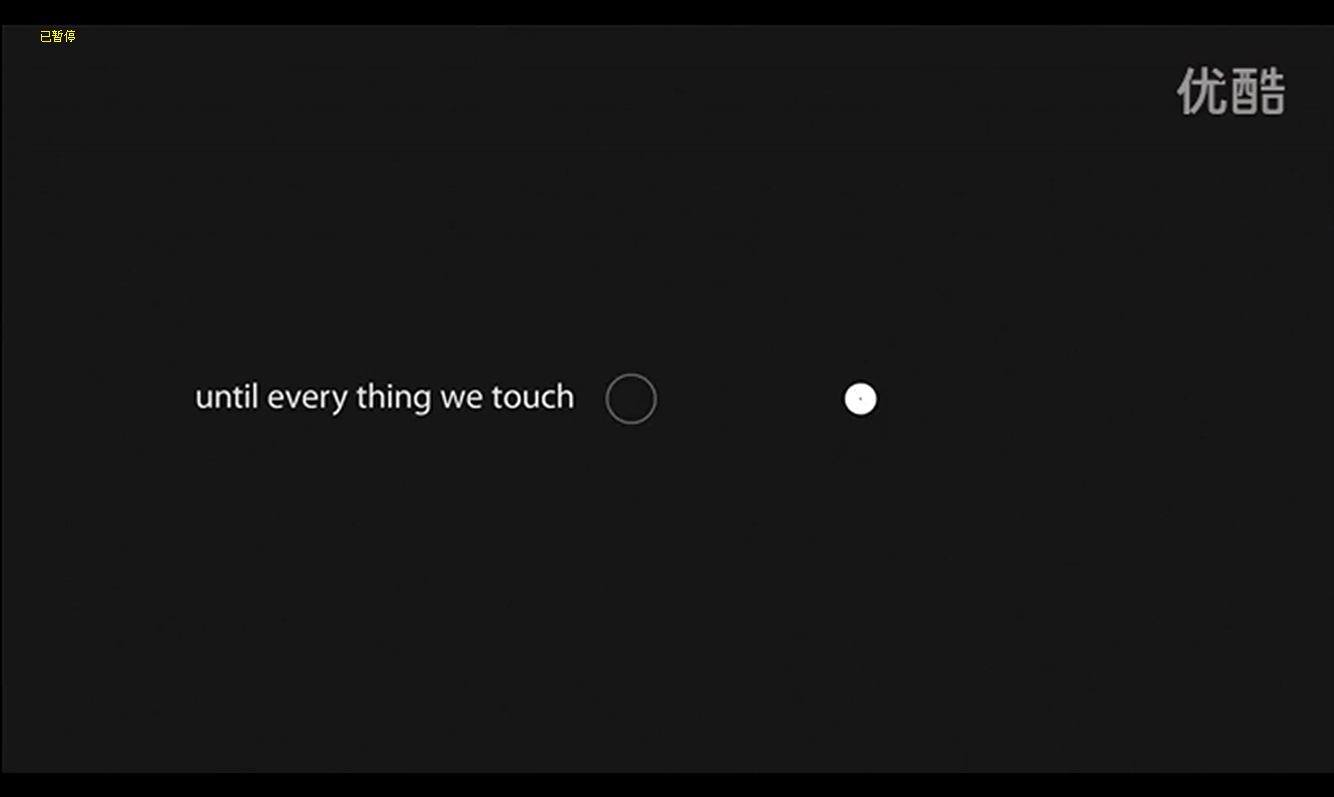 已暂停
优酷
until every thing we touch